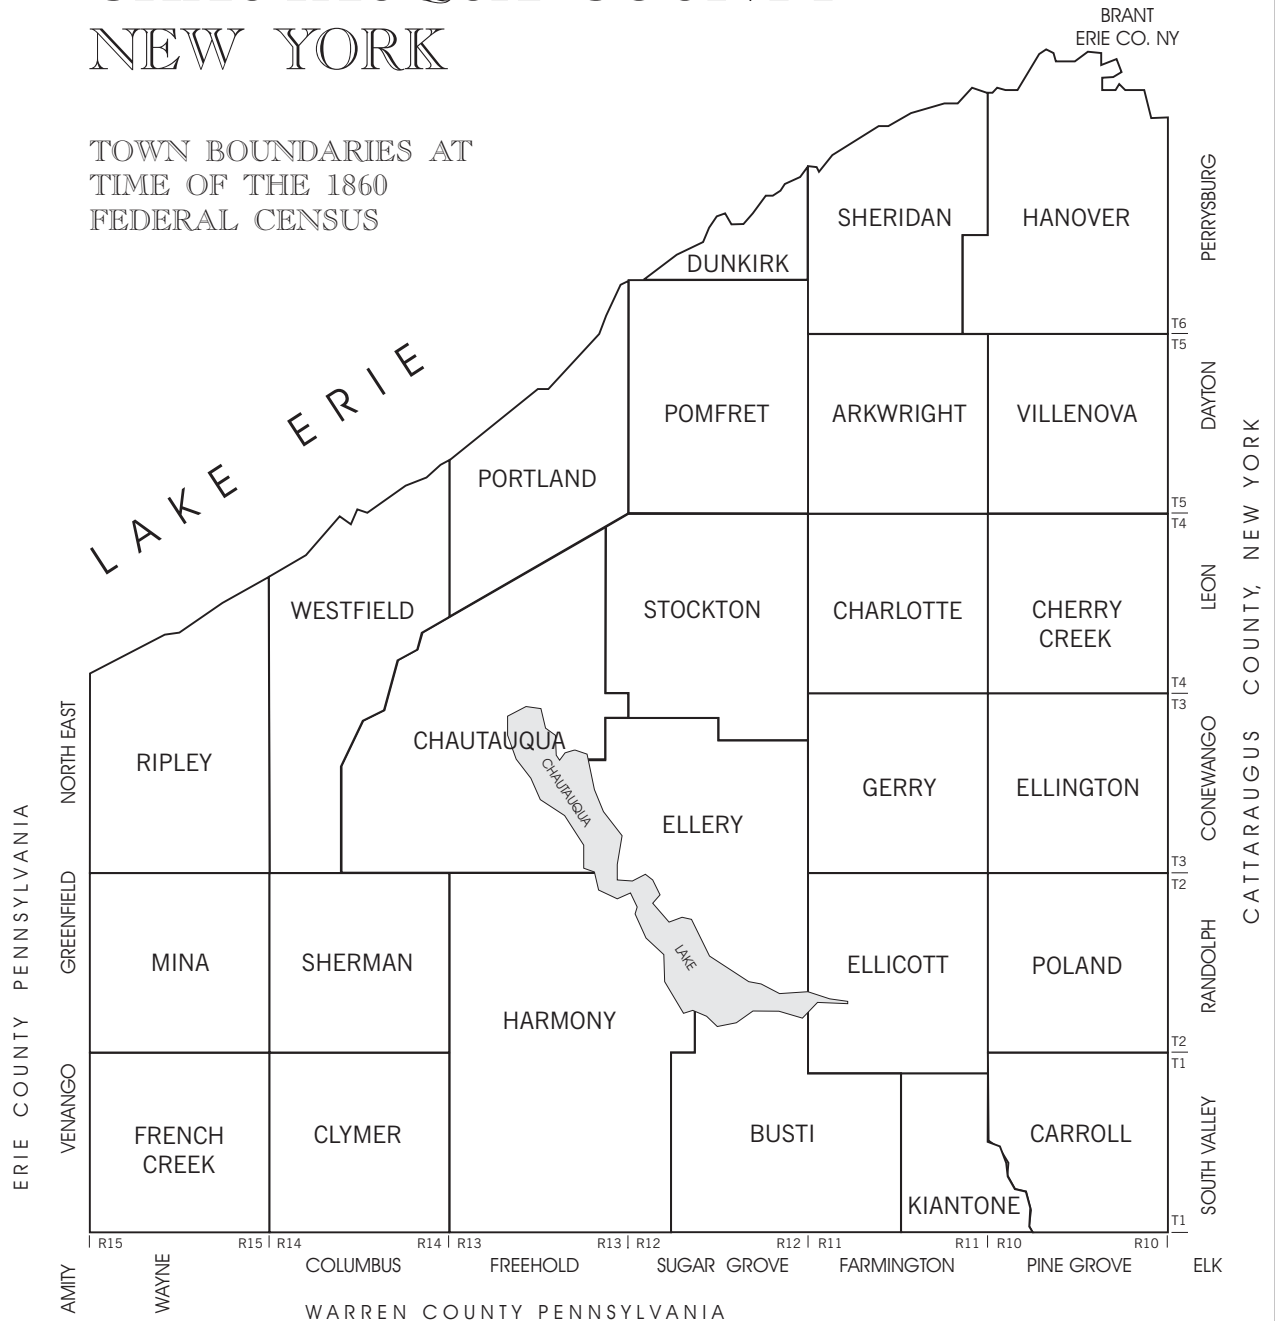 NEW YORK
TOWN BOUNDARIES AT
TIME OF THE 1860
FEDERAL CENSUS
BRANT
ERIE CO. NY
LAKE ERIE
SHERIDAN
HANOVER
PERRYSBURG
DUNKIRK
T6
T5
POMFRET
ARKWRIGHT
VILLENOVA
DAYTON
PORTLAND
T5
T4
WESTFIELD
STOCKTON
CHARLOTTE
CHERRY
CREEK
LEON
T4
T3
CATTARAUGUS COUNTY, NEW YORK
NORTH EAST
RIPLEY
CHAUTAUQUA
CHAUTAUQUA
LAKE
ELLERY
GERRY
ELLINGTON
CONEWANGO
T3
T2
ERIE COUNTY PENNSYLVANIA
GREENFIELD
MINA
SHERMAN
HARMONY
ELLICOTT
POLAND
RANDOLPH
T2
T1
VENANGO
FRENCH
CREEK
CLYMER
BUSTI
KIANTONE
CARROLL
SOUTH VALLEY
T1
R15 R15 R14 R14 R13 R13 R12 R12 R11 R11 R10 R10
AMITY
WAYNE
COLUMBUS
FREEHOLD
SUGAR GROVE
FARMINGTON
PINE GROVE
ELK
WARREN COUNTY PENNSYLVANIA